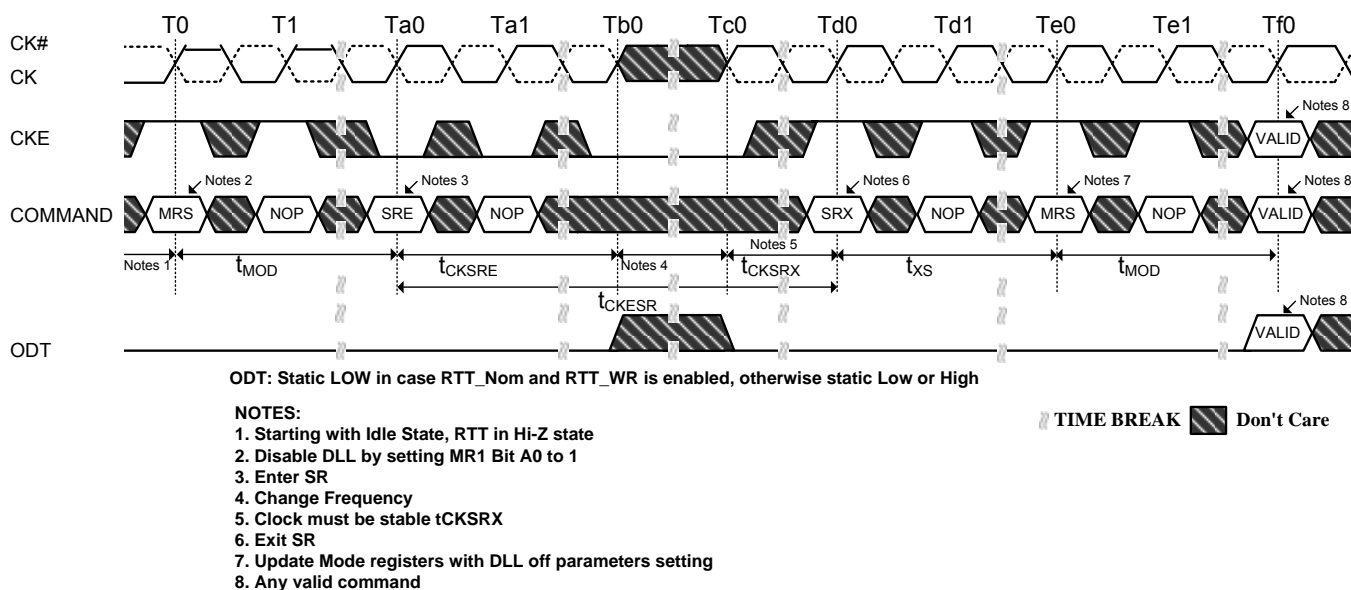 T0 T1 Ta0 Ta1 Tb0 Tc0 Td0 Td1 Te0 Te1 Tf0
CK#
CK
Notes 8
CKE VALID
Notes 2 Notes 3 Notes 6 Notes 7 Notes 8
COMMAND MRS NOP SRE NOP SRX NOP MRS NOP VALID
Notes 1 tMOD tCKSRE Notes 4 Notes 5 tCKSRX tXS tMOD
tCKESR
Notes 8
ODT VALID
ODT: Static LOW in case RTT_Nom and RTT_WR is enabled, otherwise static Low or High
NOTES:
1. Starting with Idle State, RTT in Hi-Z state
2. Disable DLL by setting MR1 Bit A0 to 1
3. Enter SR
4. Change Frequency
5. Clock must be stable tCKSRX
6. Exit SR
7. Update Mode registers with DLL off parameters setting
8. Any valid command
TIME BREAK Don't Care